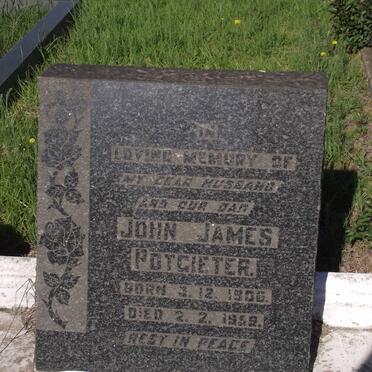 IN
LOVING MEMORY OF
MY DEAR HUSBAND
AND OUR DAD
JOHN JAMES
POTGIETER.
BORN 3.12.1906.
DIED 2.2.1959.
REST IN PEACE